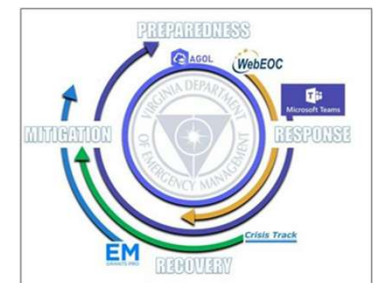 PREPAREDNESS
AGOL
WebEOC
Microsoft Teams
VIRGINIA DEPARTMENT
OF EMERGENCY MANAGEMENT
MITIGATION
RESPONSE
Crisis Track
EM
RECOVERY